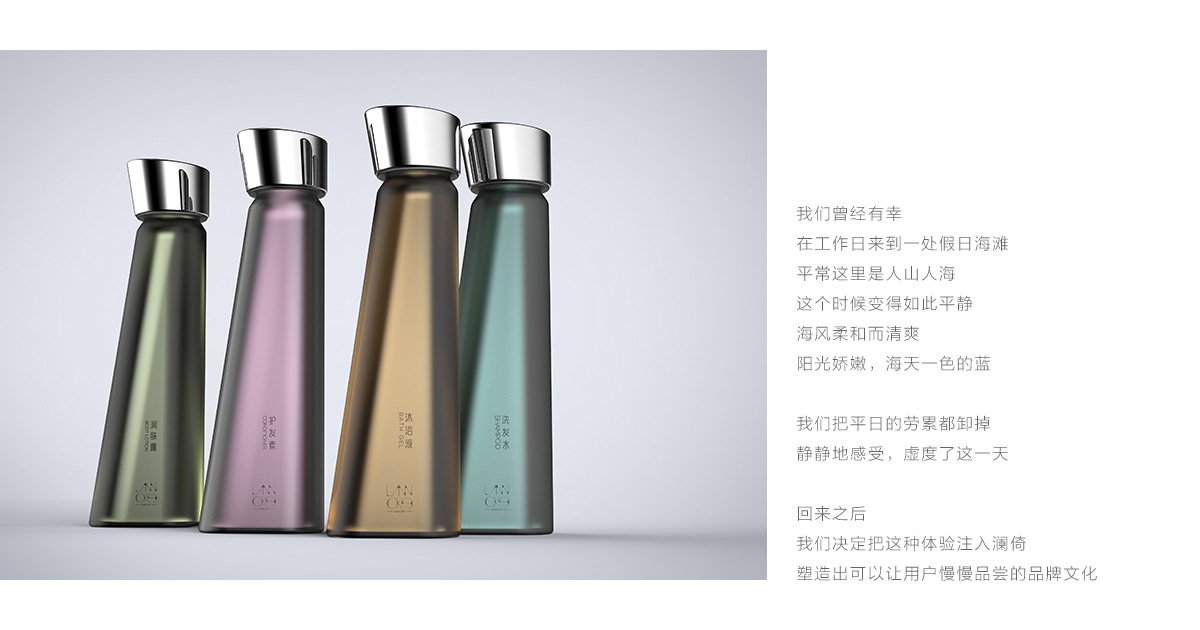 润肤露
BODY LOTION
护发素
CONDITIONER
沐浴液
BATH GEL
洗发水
SHAMPOO
我们曾经有幸
在工作日来到一处假日海滩
平常这里是人山人海
这个时候变得如此平静
海风柔和而清爽
阳光娇嫩，海天一色的蓝
我们把平日的劳累都卸掉
静静地感受，虚度了这一天
回来之后
我们决定把这种体验注入澜倚
塑造出可以让用户慢慢品尝的品牌文化